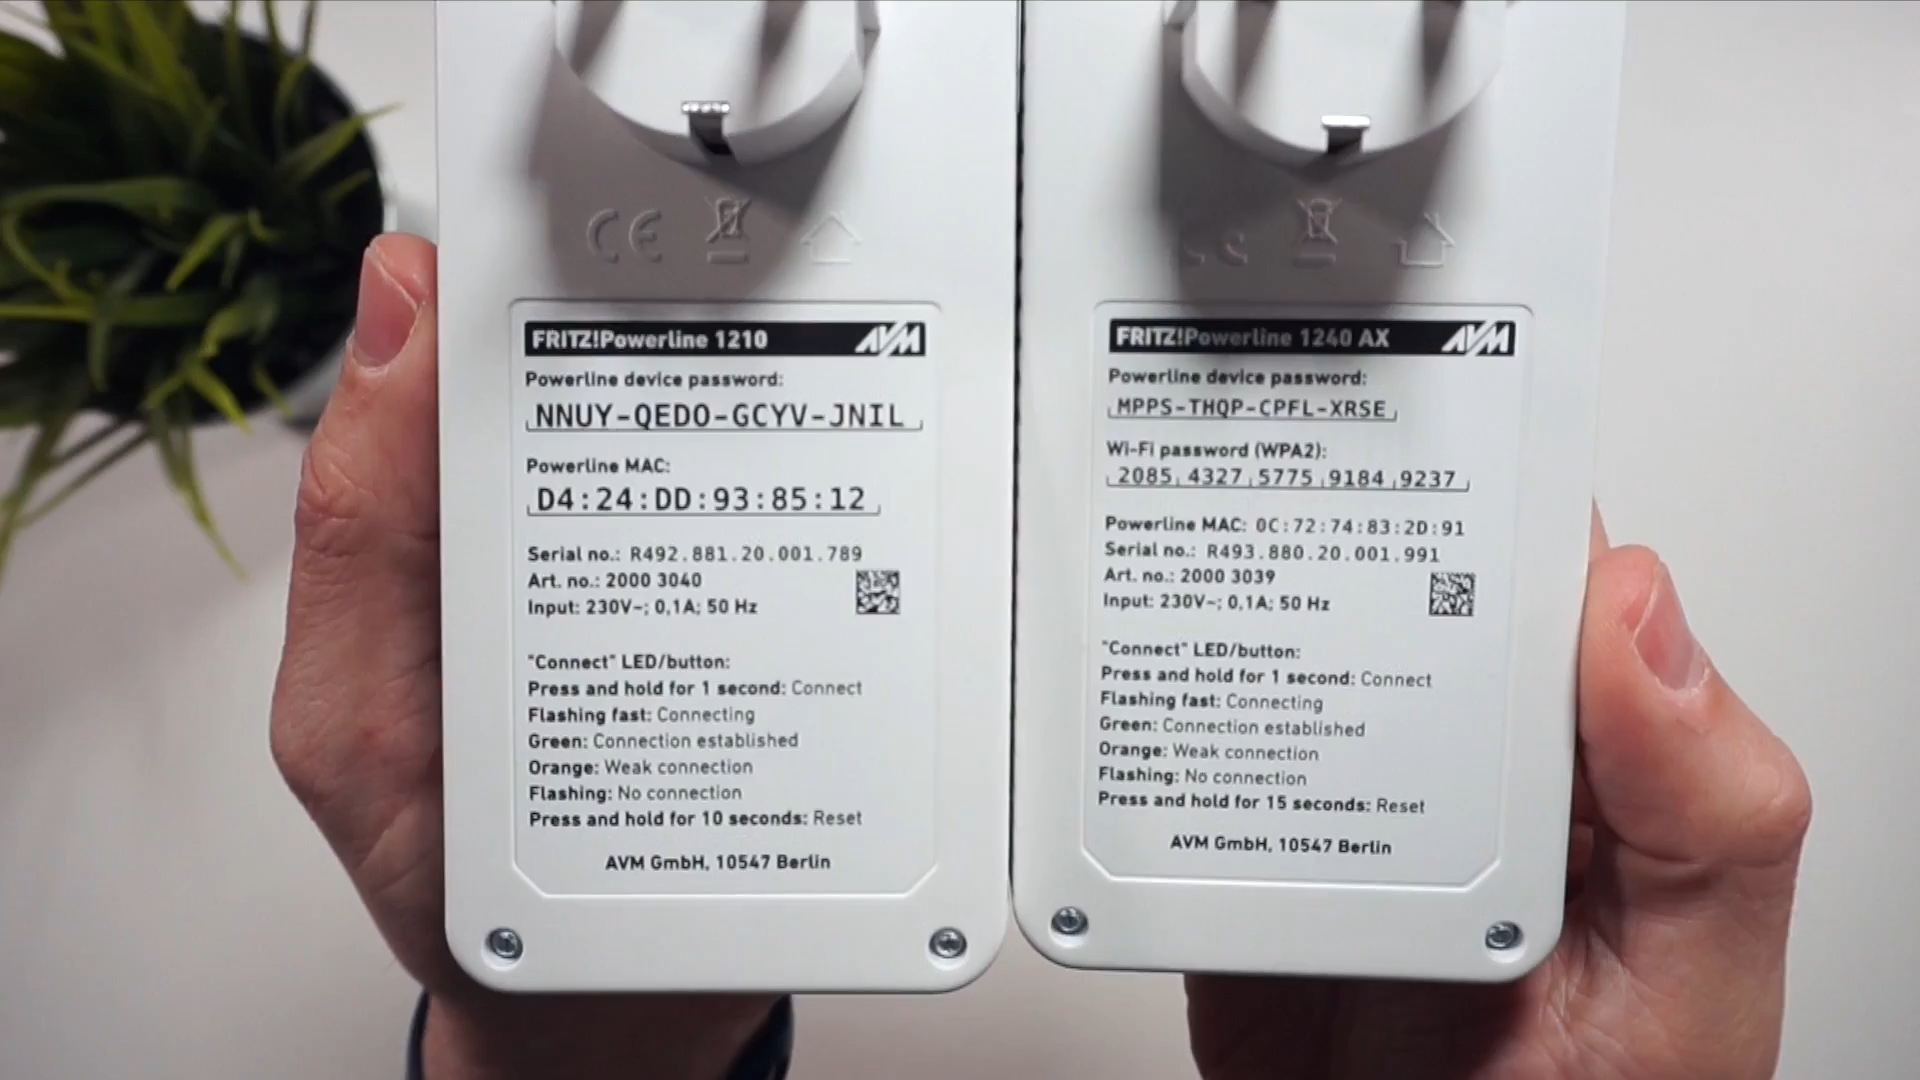 CE
FRITZ!Powerline 1210 AVM
Powerline device password:
NNUY-QEDO-GCYV-JNIL
Powerline MAC:
D4:24:DD:93:85:12
Serial no.: R492.881.20.001.789
Art. no.: 2000 3040
Input: 230V~; 0,1A; 50 Hz
"Connect" LED/button:
Press and hold for 1 second: Connect
Flashing fast: Connecting
Green: Connection established
Orange: Weak connection
Flashing: No connection
Press and hold for 10 seconds: Reset
AVM GmbH, 10547 Berlin
CE
FRITZ!Powerline 1240 AX AVM
Powerline device password:
MPPS-THQP-CPFL-XRSE
Wi-Fi password (WPA2):
2085 4327 5775 9184 9237
Powerline MAC: 0C:72:74:83:2D:91
Serial no.: R493.880.20.001.991
Art. no.: 2000 3039
Input: 230V~; 0,1A; 50 Hz
"Connect" LED/button:
Press and hold for 1 second: Connect
Flashing fast: Connecting
Green: Connection established
Orange: Weak connection
Flashing: No connection
Press and hold for 15 seconds: Reset
AVM GmbH, 10547 Berlin